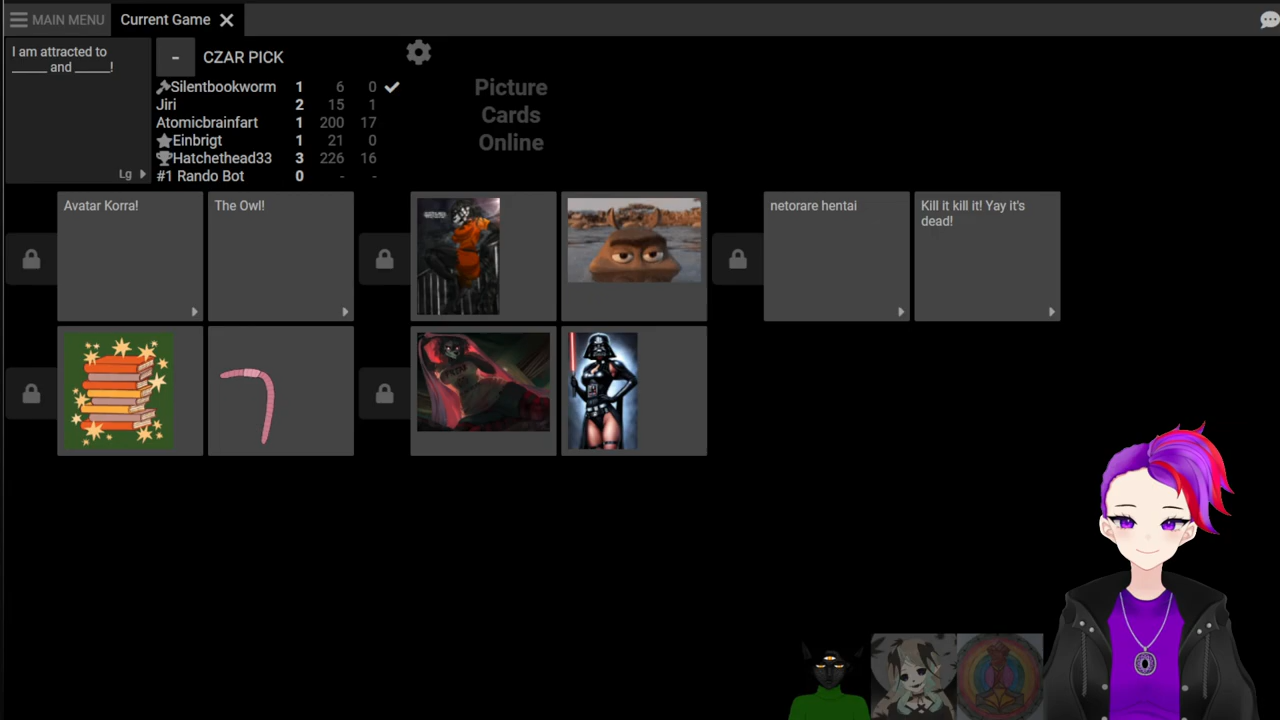 MAIN MENU
Current Game
I am attracted to
_____ and _____!
Lg
-
CZAR PICK
Silentbookworm 1 6 0
Jiri 2 15 1
Atomicbrainfart 1 200 17
Einbrigt 1 21 0
Hatchethead33 3 226 16
#1 Rando Bot 0 - -
Picture
Cards
Online
Avatar Korra!
The Owl!
netorare hentai
Kill it kill it! Yay it's
dead!